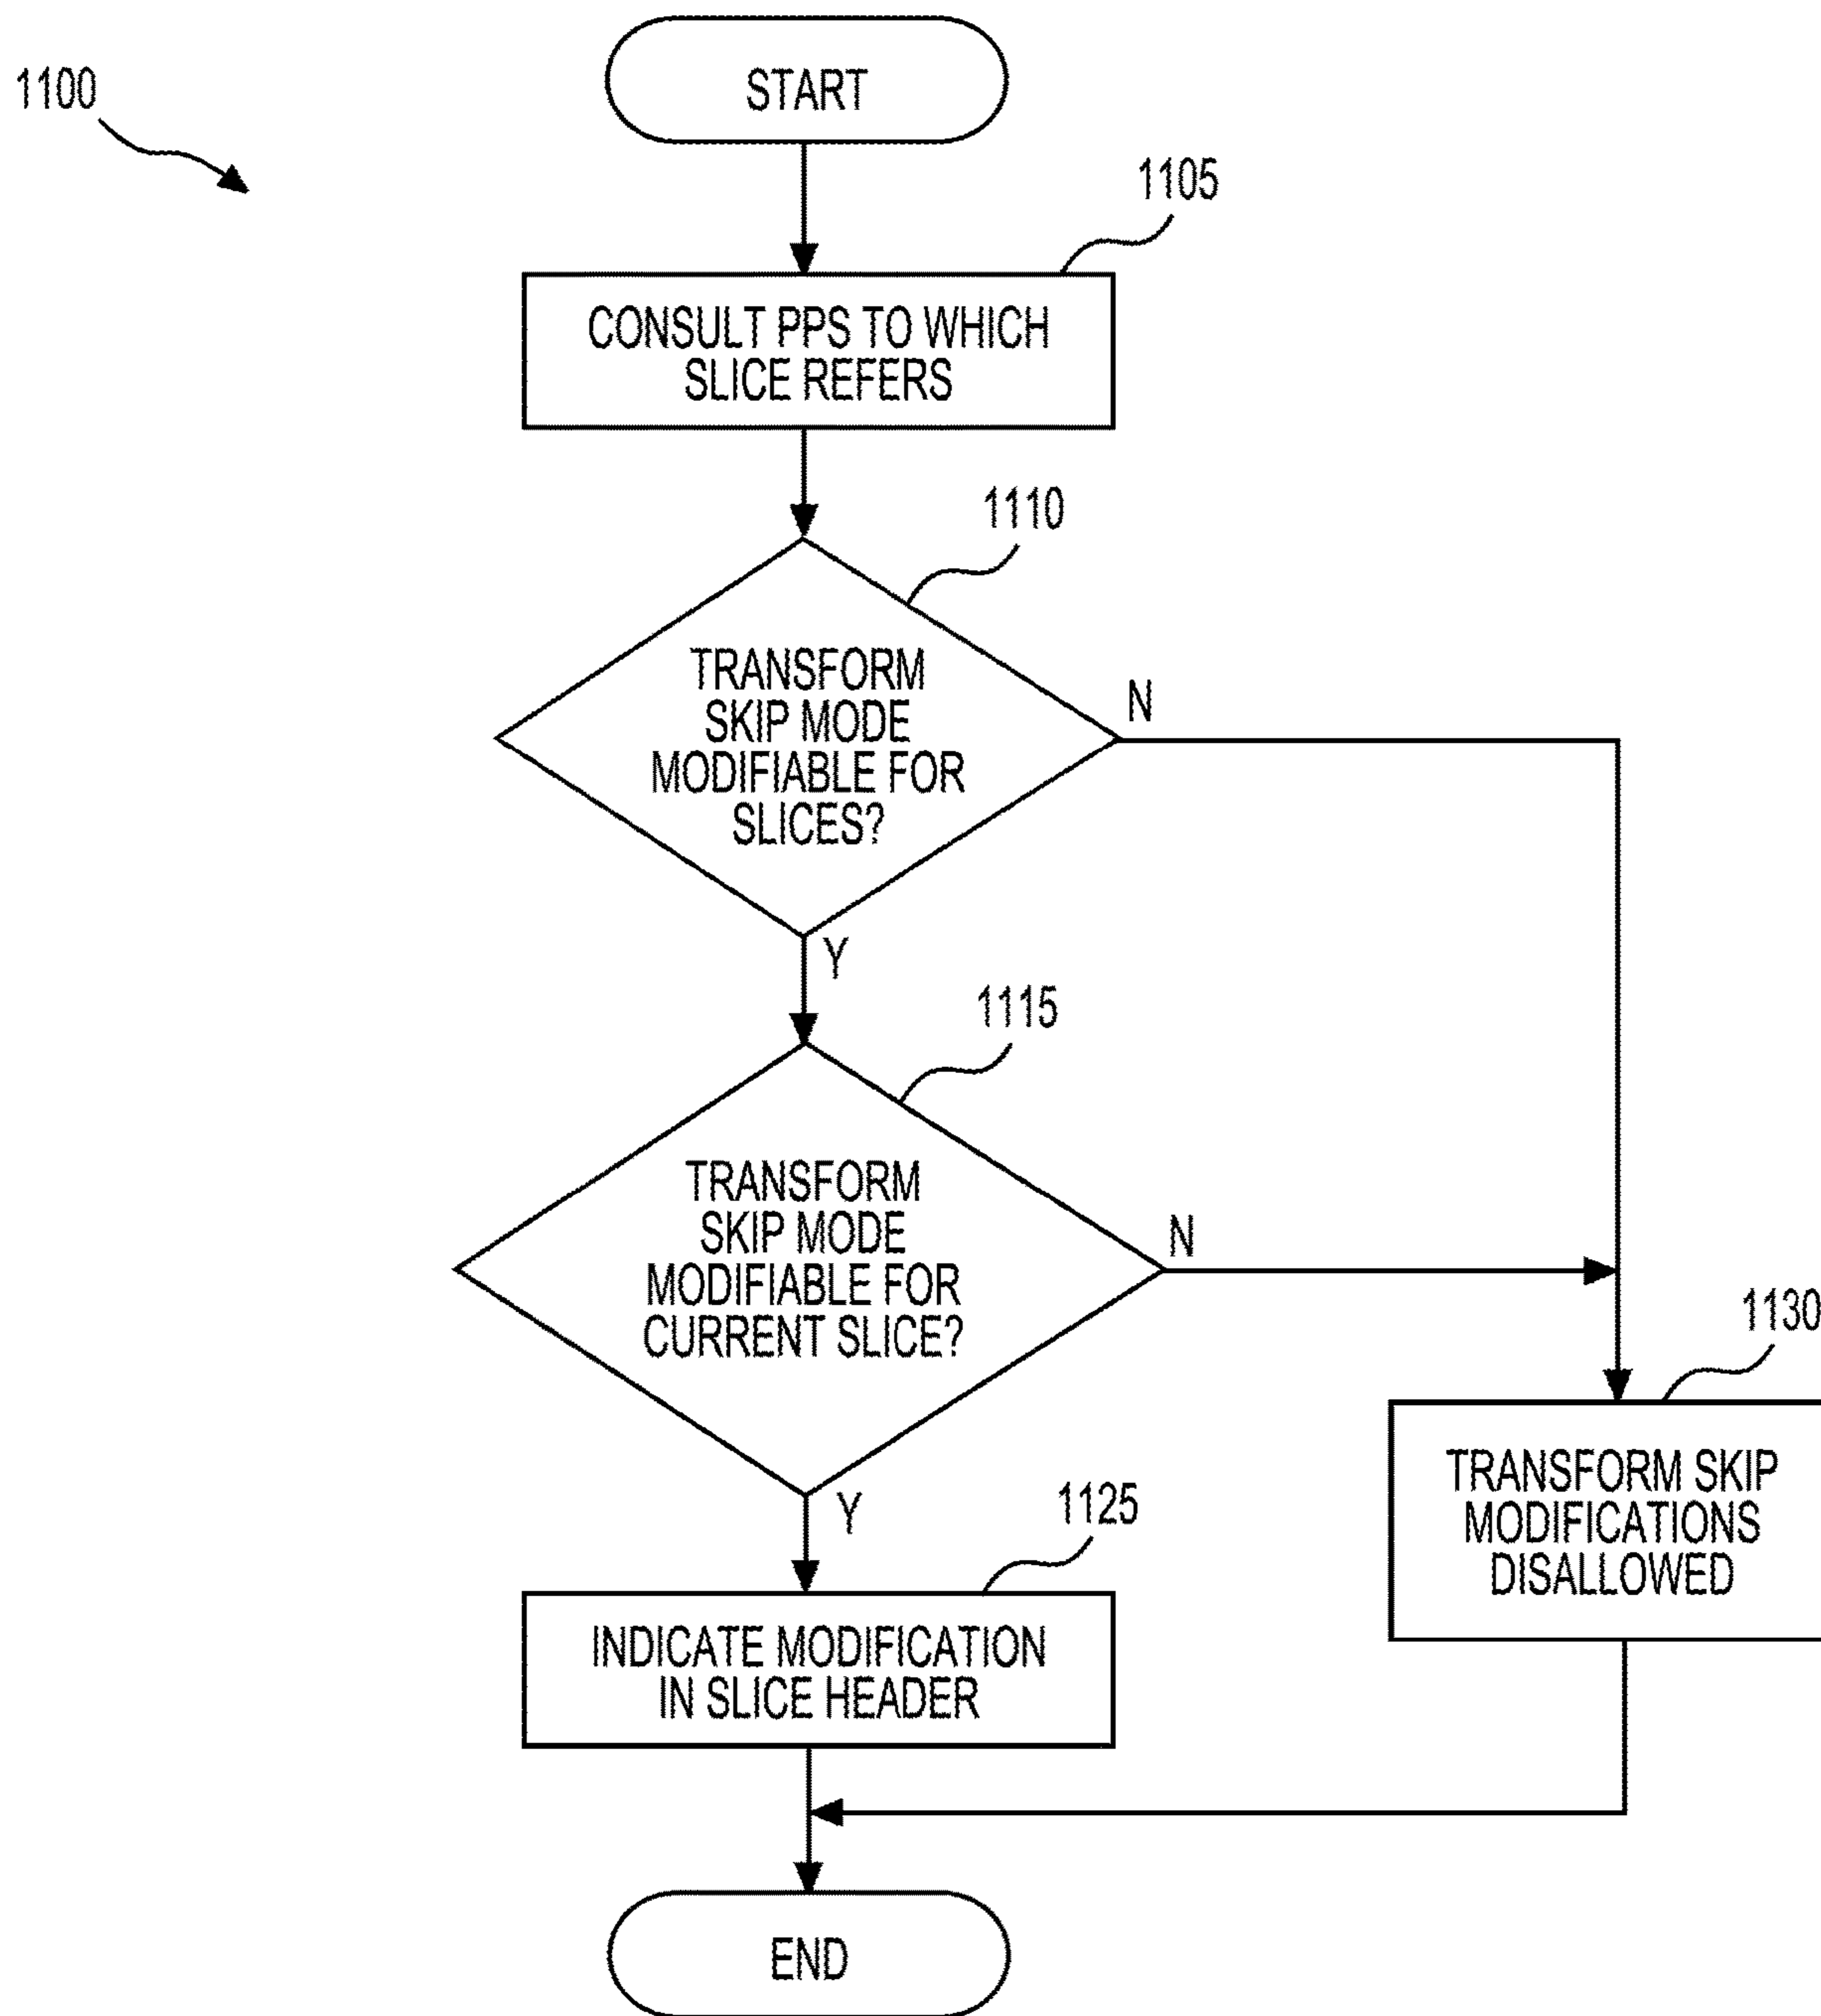 1100
START
1105
CONSULT PPS TO WHICH
SLICE REFERS
1110
TRANSFORM
SKIP MODE
MODIFIABLE FOR
SLICES?
N
Y
1115
TRANSFORM
SKIP MODE
MODIFIABLE FOR
CURRENT SLICE?
N
Y
1130
TRANSFORM SKIP
MODIFICATIONS
DISALLOWED
1125
INDICATE MODIFICATION
IN SLICE HEADER
END